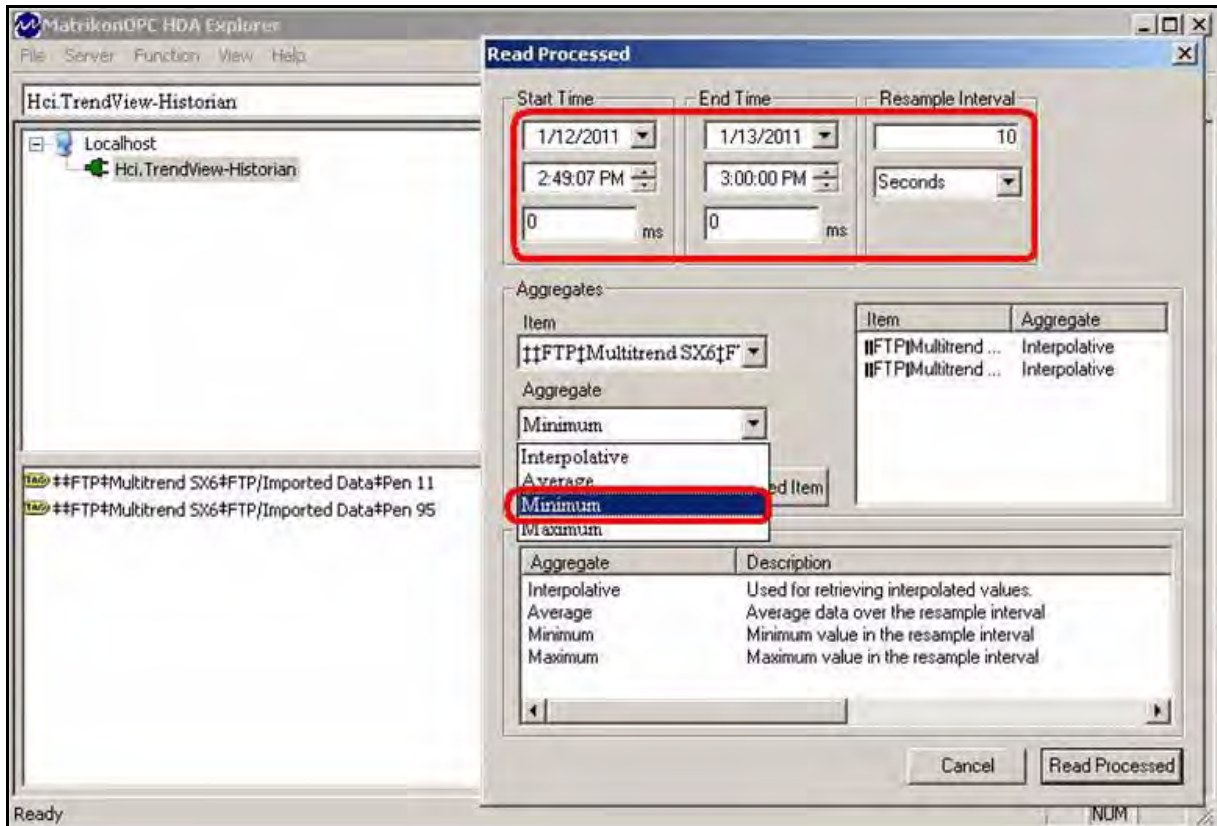 MatrikonOPC HDA Explorer
File Server Function View Help
Hci.TrendView-Historian
Localhost
Hci.TrendView-Historian
‡‡FTP‡Multitrend SX6‡FTP/Imported Data‡Pen 11
‡‡FTP‡Multitrend SX6‡FTP/Imported Data‡Pen 95
Ready
NUM
Read Processed
Start Time End Time Resample Interval
1/12/2011 1/13/2011 10
2:49:07 PM 3:00:00 PM Seconds
0 ms 0 ms
Aggregates
Item
‡‡FTP‡Multitrend SX6‡F
Aggregate
Minimum
Interpolative
Average
Minimum
Maximum
ed Item
Item Aggregate
‖FTP‖Multitrend ... Interpolative
‖FTP‖Multitrend ... Interpolative
Aggregate Description
Interpolative Used for retrieving interpolated values.
Average Average data over the resample interval
Minimum Minimum value in the resample interval
Maximum Maximum value in the resample interval
Cancel Read Processed